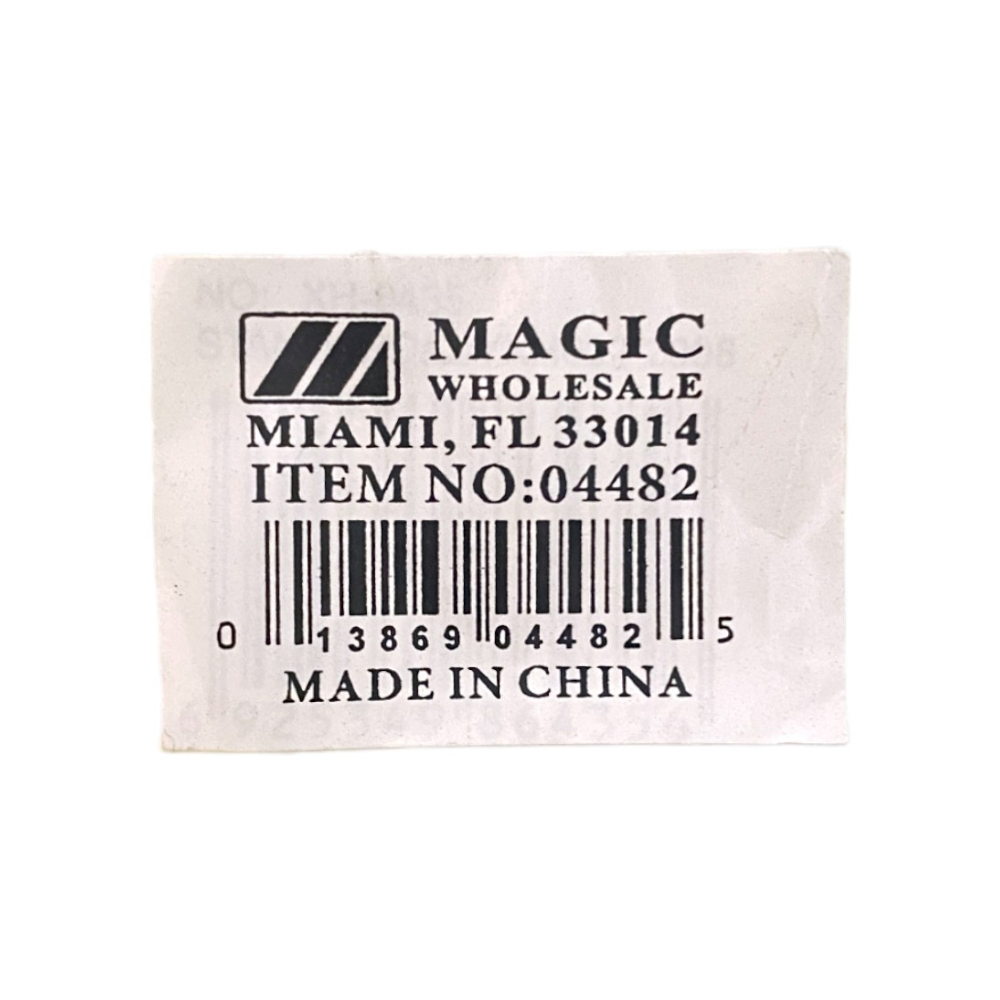 MAGIC
WHOLESALE
MIAMI, FL 33014
ITEM NO:04482
0 13869 04482 5
MADE IN CHINA